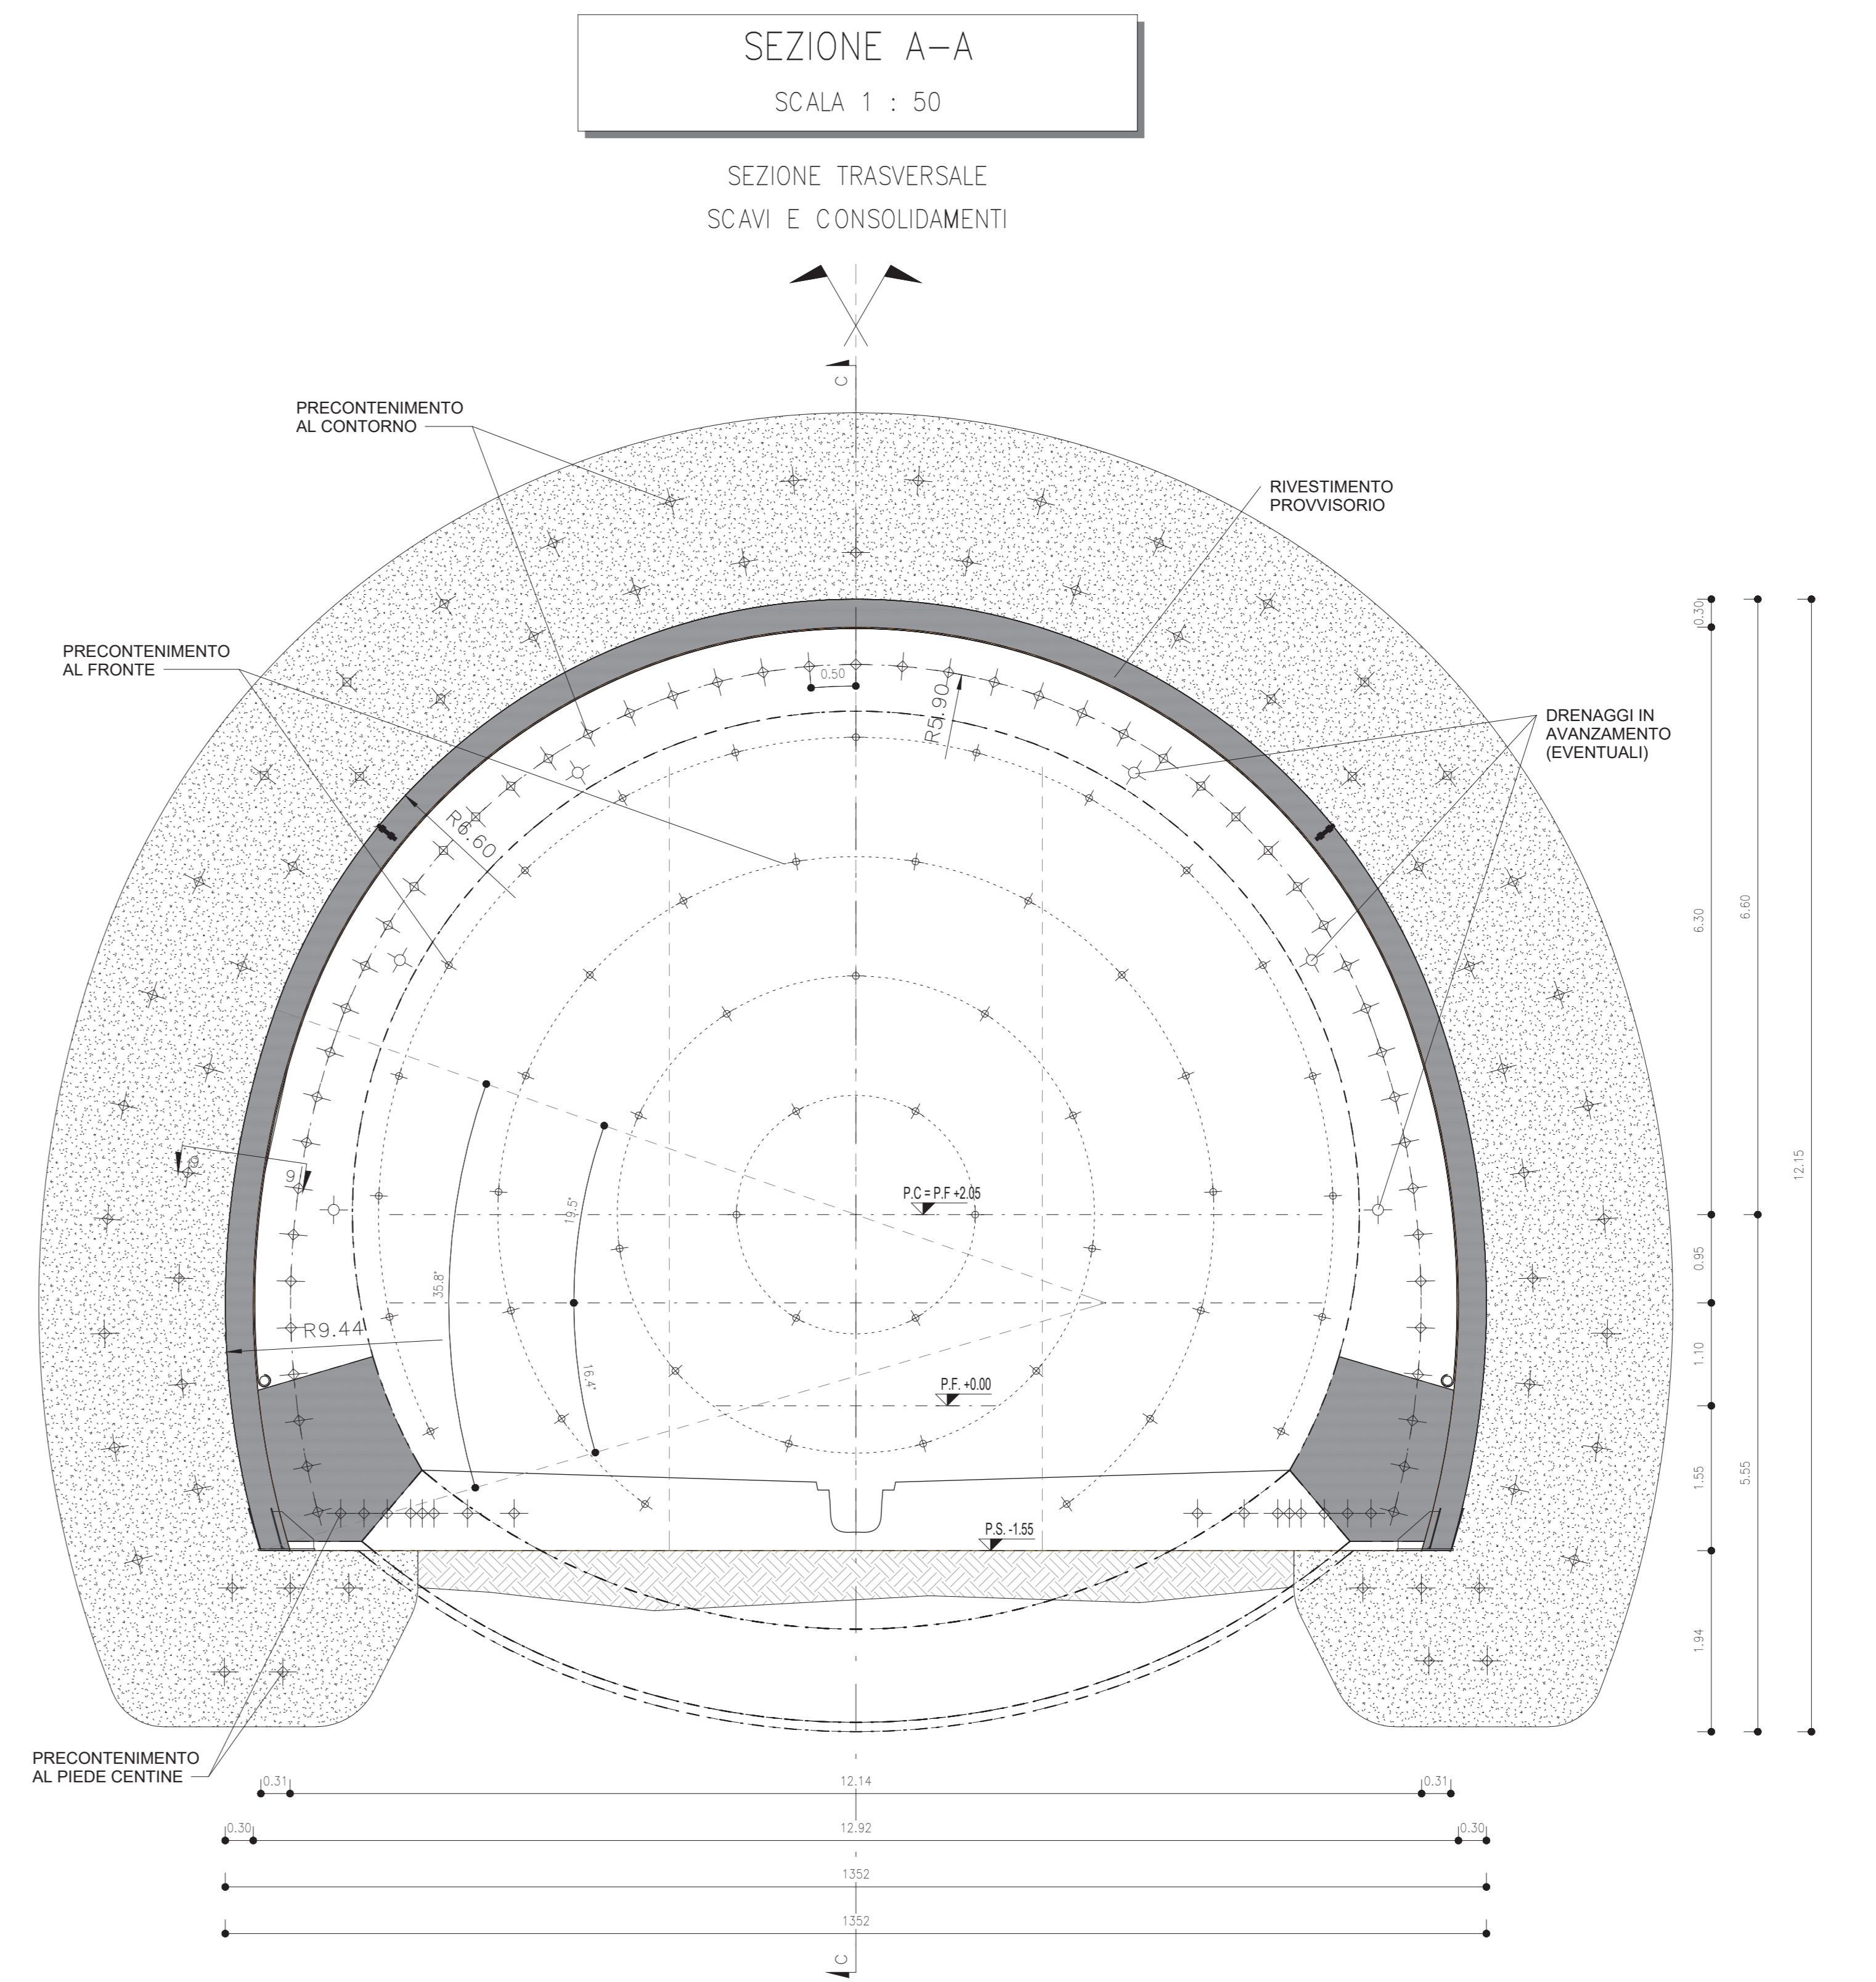 SEZIONE A-A
SCALA 1 : 50
SEZIONE TRASVERSALE
SCAVI E CONSOLIDAMENTI
C
PRECONTENIMENTO
AL CONTORNO
RIVESTIMENTO
PROVVISORIO
PRECONTENIMENTO
AL FRONTE
DRENAGGI IN
AVANZAMENTO
(EVENTUALI)
0.50
R5.90
R6.60
0.30
6.30
6.60
12.15
9
9
19.5°
35.8°
P.C = P.F +2.05
0.95
R9.44
16.4°
1.10
P.F. +0.00
1.55
5.55
P.S. -1.55
1.94
PRECONTENIMENTO
AL PIEDE CENTINE
0.31
12.14
0.31
0.30
12.92
0.30
1352
1352
C